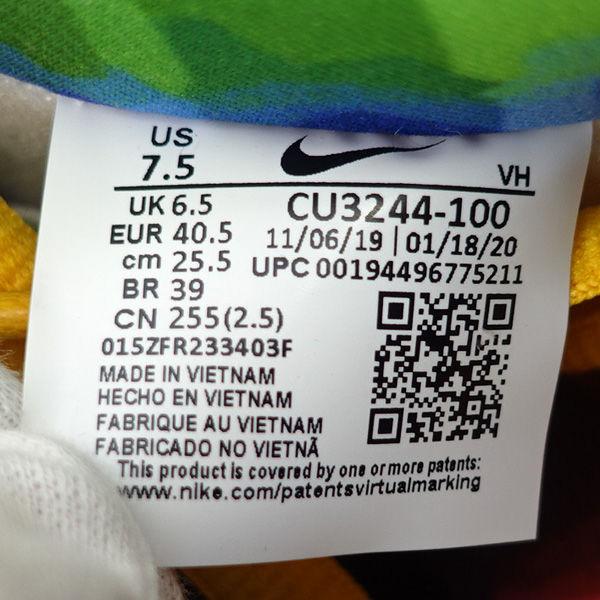 US
7.5
VH
UK 6.5
EUR 40.5
cm 25.5
BR 39
CN 255(2.5)
CU3244-100
11/06/19 | 01/18/20
UPC 00194496775211
015ZFR233403F
MADE IN VIETNAM
HECHO EN VIETNAM
FABRIQUE AU VIETNAM
FABRICADO NO VIETNÃ
This product is covered by one or more patents:
www.nike.com/patentsvirtualmarking